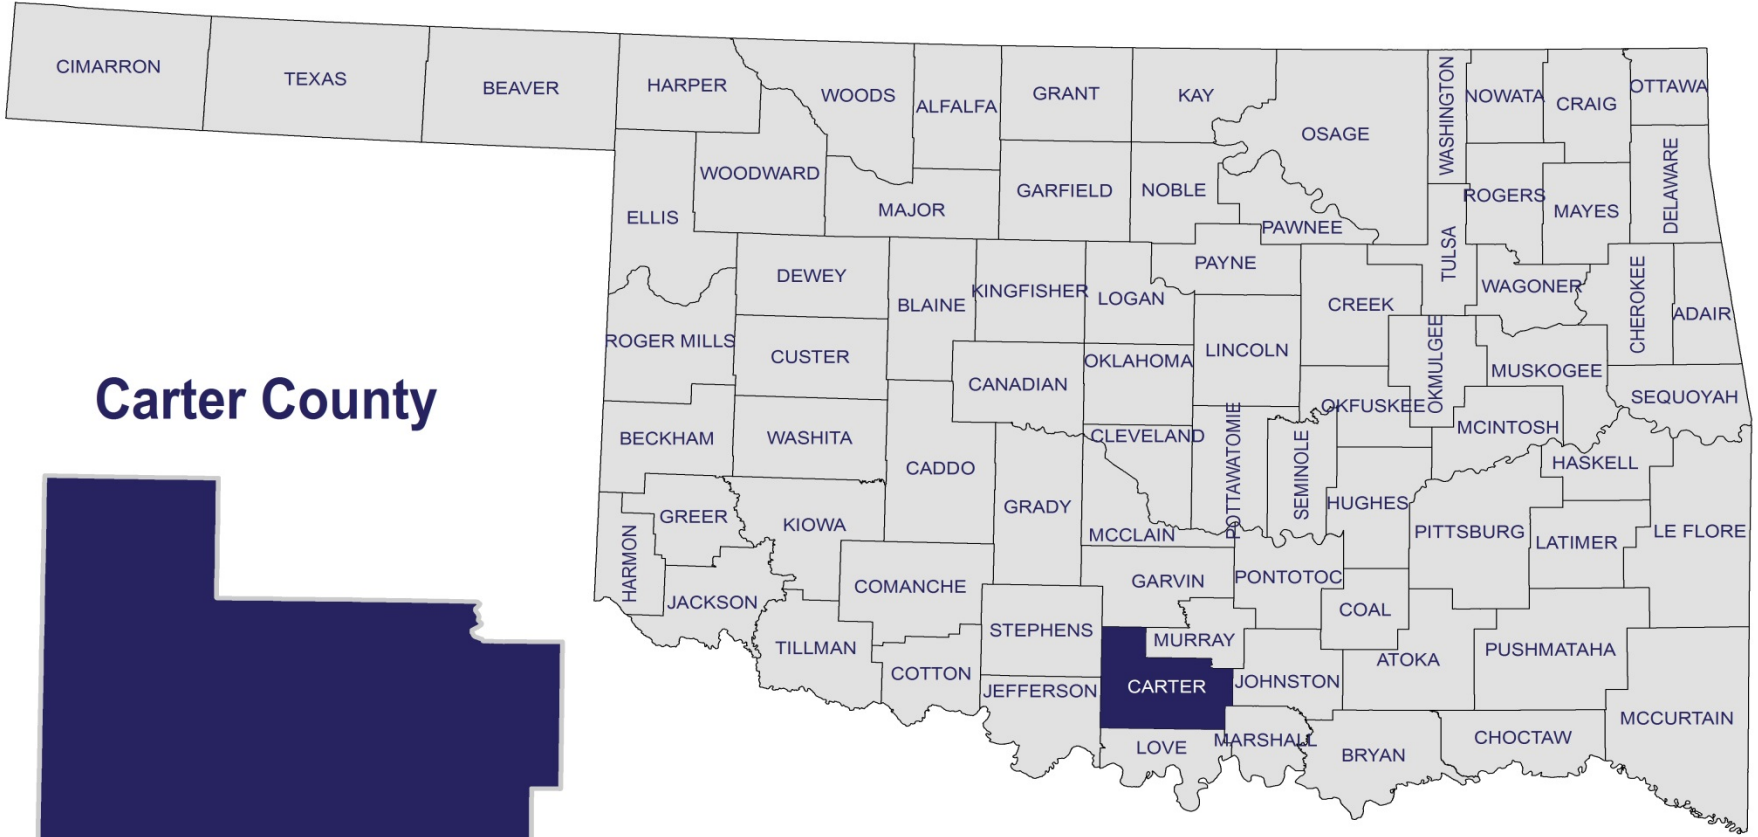 CIMARRON
TEXAS
BEAVER
HARPER
WOODS
ALFALFA
GRANT
KAY
OSAGE
WASHINGTON
NOWATA
CRAIG
OTTAWA
ELLIS
WOODWARD
MAJOR
GARFIELD
NOBLE
PAWNEE
ROGERS
MAYES
DELAWARE
DEWEY
BLAINE
KINGFISHER
LOGAN
PAYNE
CREEK
TULSA
WAGONER
CHEROKEE
ADAIR
ROGER MILLS
CUSTER
CANADIAN
OKLAHOMA
LINCOLN
OKMULGEE
MUSKOGEE
SEQUOYAH
Carter County
BECKHAM
WASHITA
CADDO
GRADY
CLEVELAND
POTTAWATOMIE
SEMINOLE
OKFUSKEE
MCINTOSH
HASKELL
HARMON
GREER
KIOWA
MCCLAIN
HUGHES
PITTSBURG
LATIMER
LE FLORE
JACKSON
COMANCHE
GARVIN
PONTOTOC
COAL
TILLMAN
COTTON
STEPHENS
MURRAY
ATOKA
PUSHMATAHA
JEFFERSON
CARTER
JOHNSTON
MCCURTAIN
LOVE
MARSHALL
BRYAN
CHOCTAW